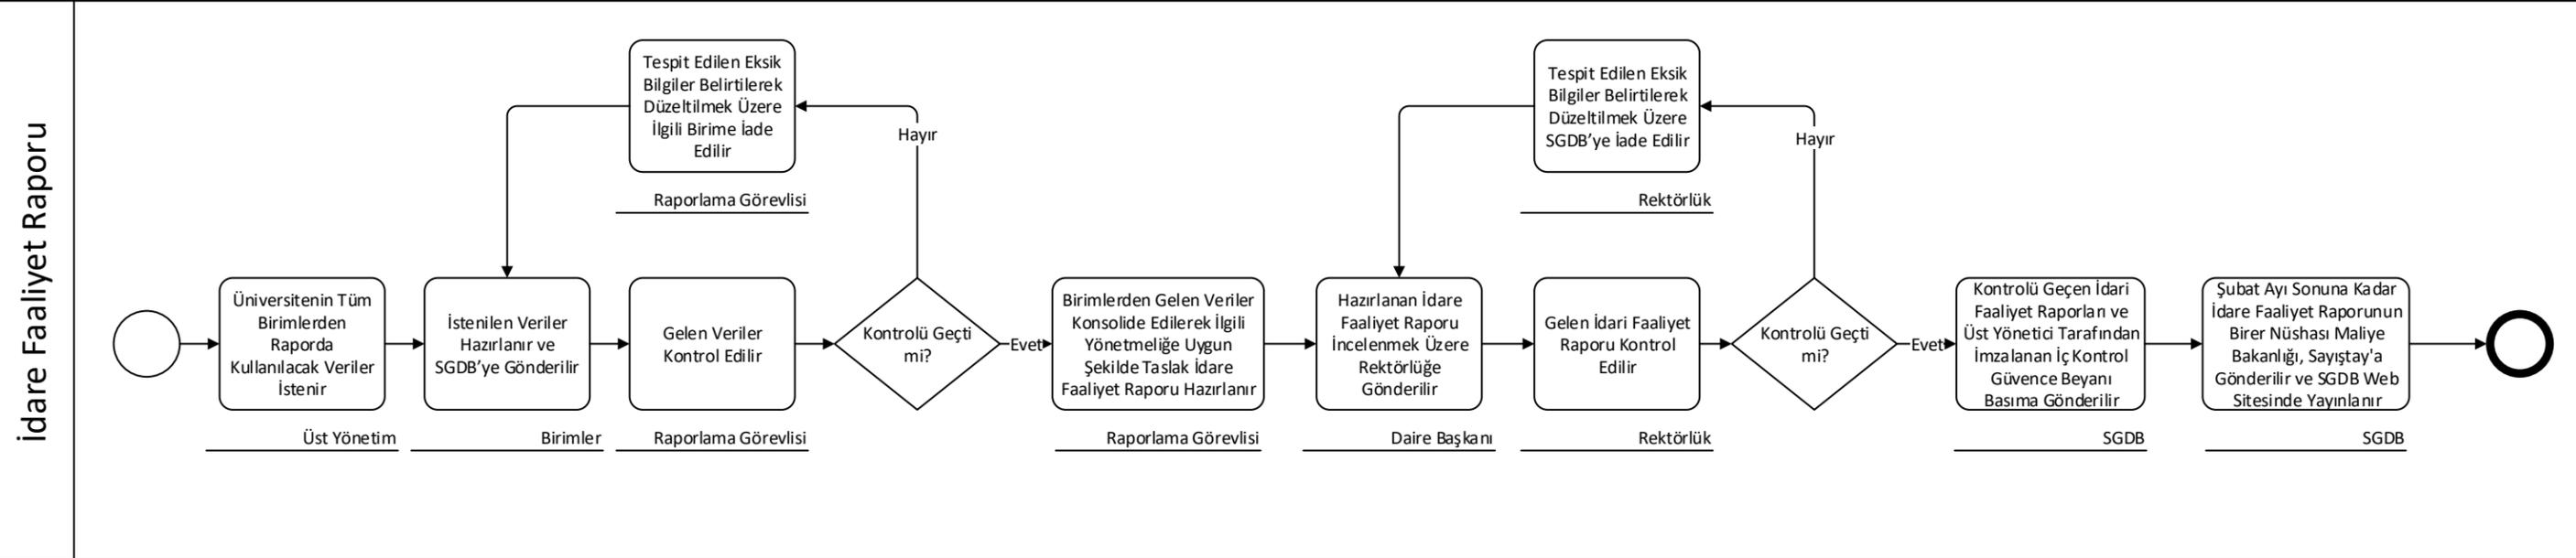 İdare Faaliyet Raporu
Üniversitenin Tüm
Birimlerden
Raporda
Kullanılacak Veriler
İstenir
Üst Yönetim
İstenilen Veriler
Hazırlanır ve
SGDB’ye Gönderilir
Birimler
Tespit Edilen Eksik
Bilgiler Belirtilerek
Düzeltilmek Üzere
İlgili Birime İade
Edilir
Raporlama Görevlisi
Gelen Veriler
Kontrol Edilir
Raporlama Görevlisi
Kontrolü Geçti
mi?
Hayır
Evet
Birimlerden Gelen Veriler
Konsolide Edilerek İlgili
Yönetmeliğe Uygun
Şekilde Taslak İdare
Faaliyet Raporu Hazırlanır
Raporlama Görevlisi
Hazırlanan İdare
Faaliyet Raporu
İncelenmek Üzere
Rektörlüğe
Gönderilir
Daire Başkanı
Tespit Edilen Eksik
Bilgiler Belirtilerek
Düzeltilmek Üzere
SGDB’ye İade Edilir
Rektörlük
Gelen İdari Faaliyet
Raporu Kontrol
Edilir
Rektörlük
Kontrolü Geçti
mi?
Hayır
Evet
Kontrolü Geçen İdari
Faaliyet Raporları ve
Üst Yönetici Tarafından
İmzalanan İç Kontrol
Güvence Beyanı
Basıma Gönderilir
SGDB
Şubat Ayı Sonuna Kadar
İdare Faaliyet Raporunun
Birer Nüshası Maliye
Bakanlığı, Sayıştay'a
Gönderilir ve SGDB Web
Sitesinde Yayınlanır
SGDB